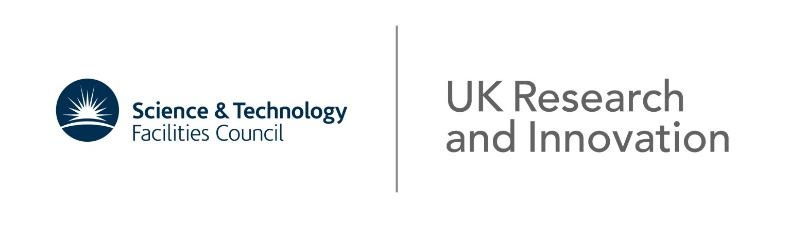 Science & Technology
Facilities Council
UK Research
and Innovation